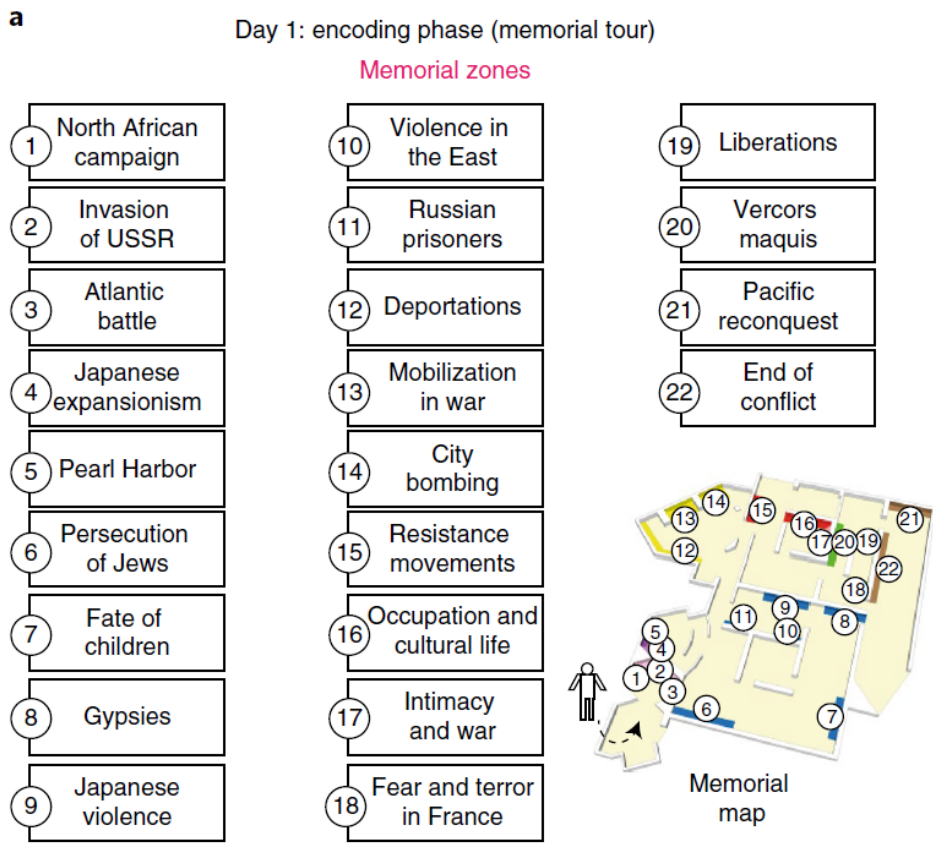 a
Day 1: encoding phase (memorial tour)
Memorial zones
1
North African
campaign
2
Invasion
of USSR
3
Atlantic
battle
4
Japanese
expansionism
5
Pearl Harbor
6
Persecution
of Jews
7
Fate of
children
8
Gypsies
9
Japanese
violence
10
Violence in
the East
11
Russian
prisoners
12
Deportations
13
Mobilization
in war
14
City
bombing
15
Resistance
movements
16
Occupation and
cultural life
17
Intimacy
and war
18
Fear and terror
in France
19
Liberations
20
Vercors
maquis
21
Pacific
reconquest
22
End of
conflict
14
15
13
16
21
17
20
19
12
22
18
9
11
8
10
5
4
2
1
3
6
7
Memorial
map